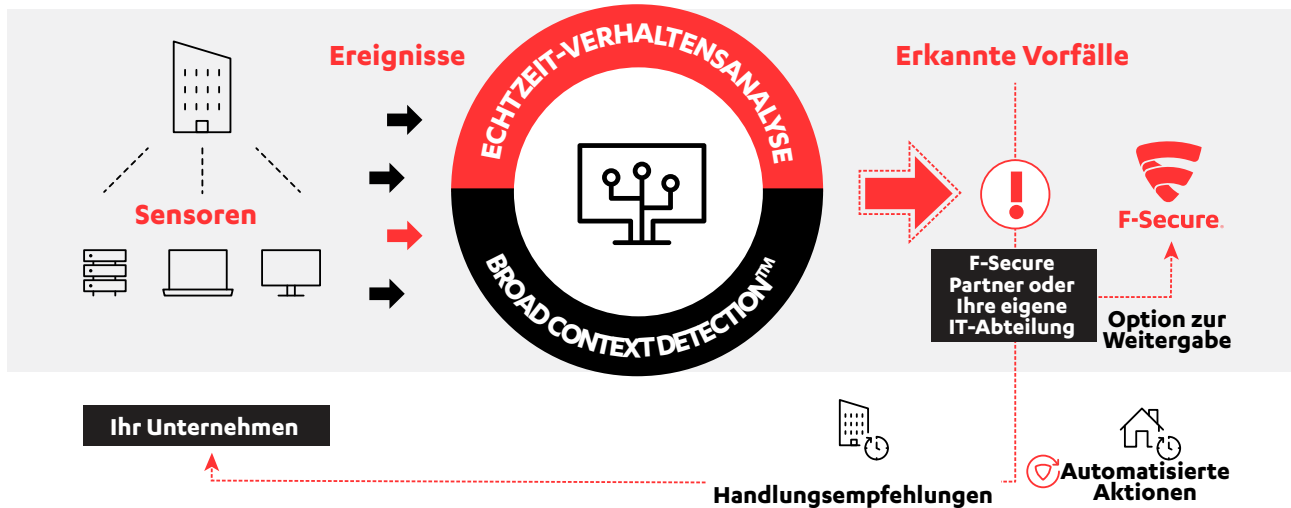 Ereignisse
ECHTZEIT-VERHALTENSANALYSE
Erkannte Vorfälle
Sensoren
F-Secure.
BROAD CONTEXT DETECTION™
F-Secure
Partner oder
Ihre eigene
IT-Abteilung
Option zur
Weitergabe
Ihr Unternehmen
Handlungsempfehlungen
Automatisierte
Aktionen